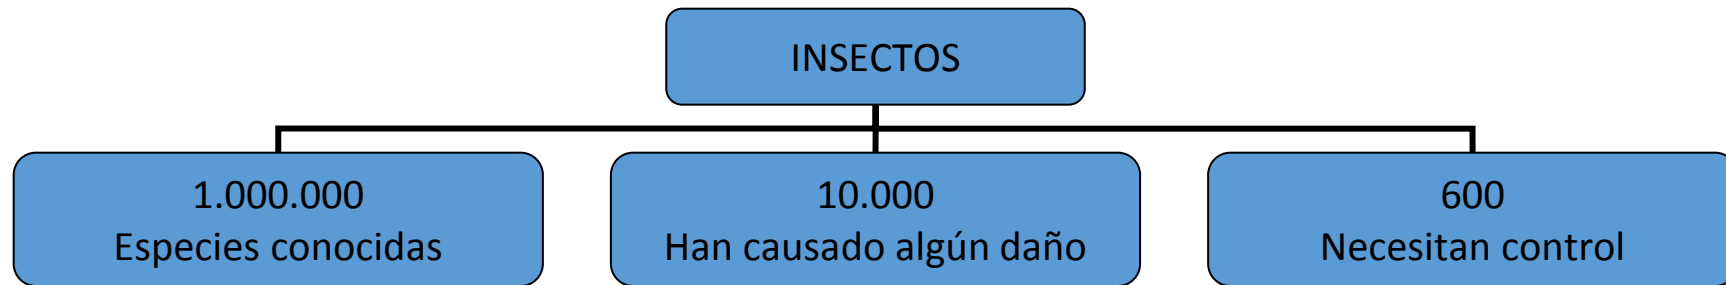 INSECTOS
1.000.000
Especies conocidas
10.000
Han causado algún daño
600
Necesitan control